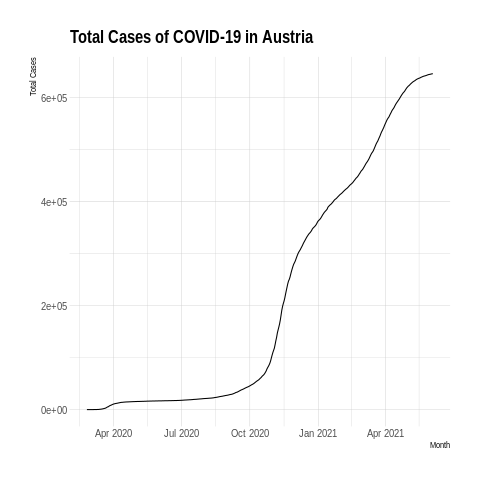 Total Cases of COVID-19 in Austria
Total Cases
6e+05
4e+05
2e+05
0e+00
Apr 2020 Jul 2020 Oct 2020 Jan 2021 Apr 2021
Month